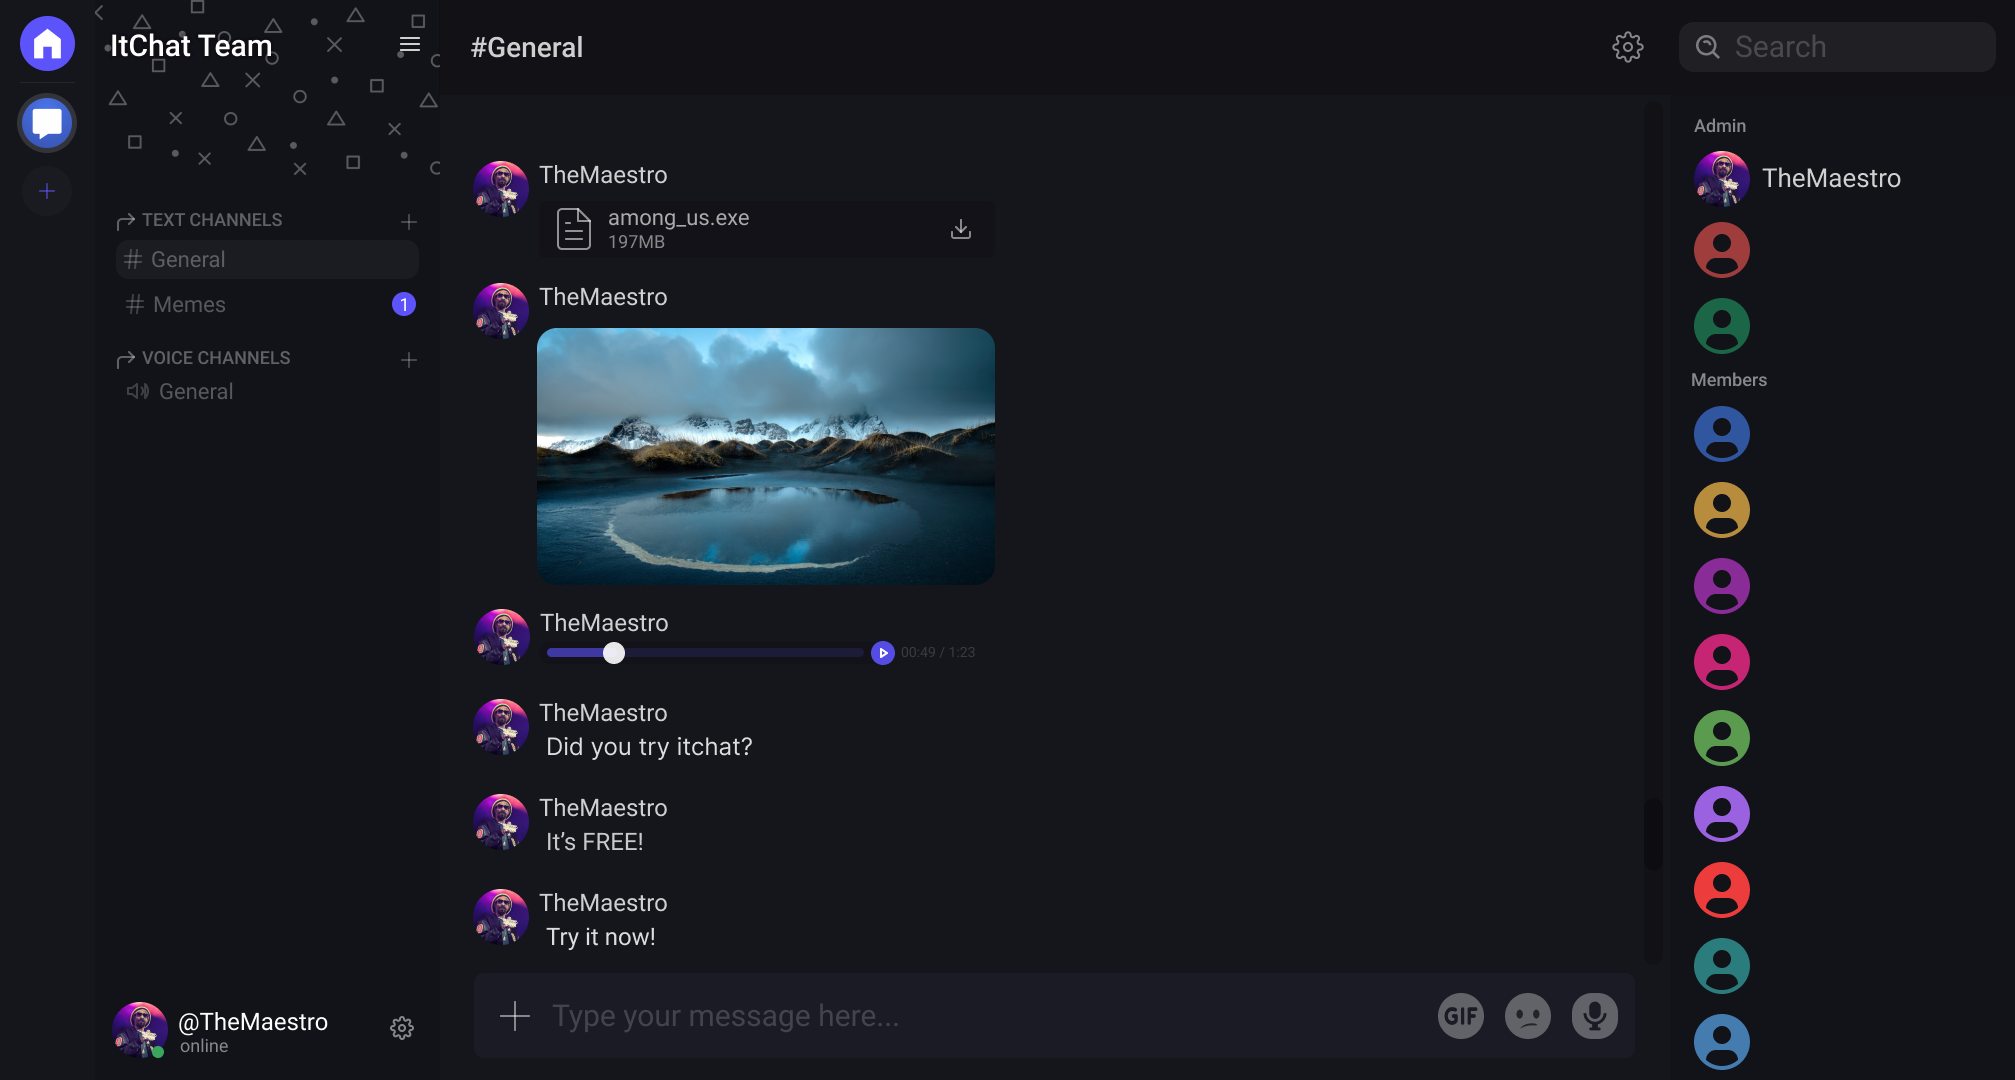 ItChat Team
TEXT CHANNELS
# General
# Memes
1
VOICE CHANNELS
General
@TheMaestro
online
#General
TheMaestro
among_us.exe
197MB
TheMaestro
TheMaestro
00:49 / 1:23
TheMaestro
Did you try itchat?
TheMaestro
It’s FREE!
TheMaestro
Try it now!
Type your message here...
GIF
Search
Admin
TheMaestro
Members